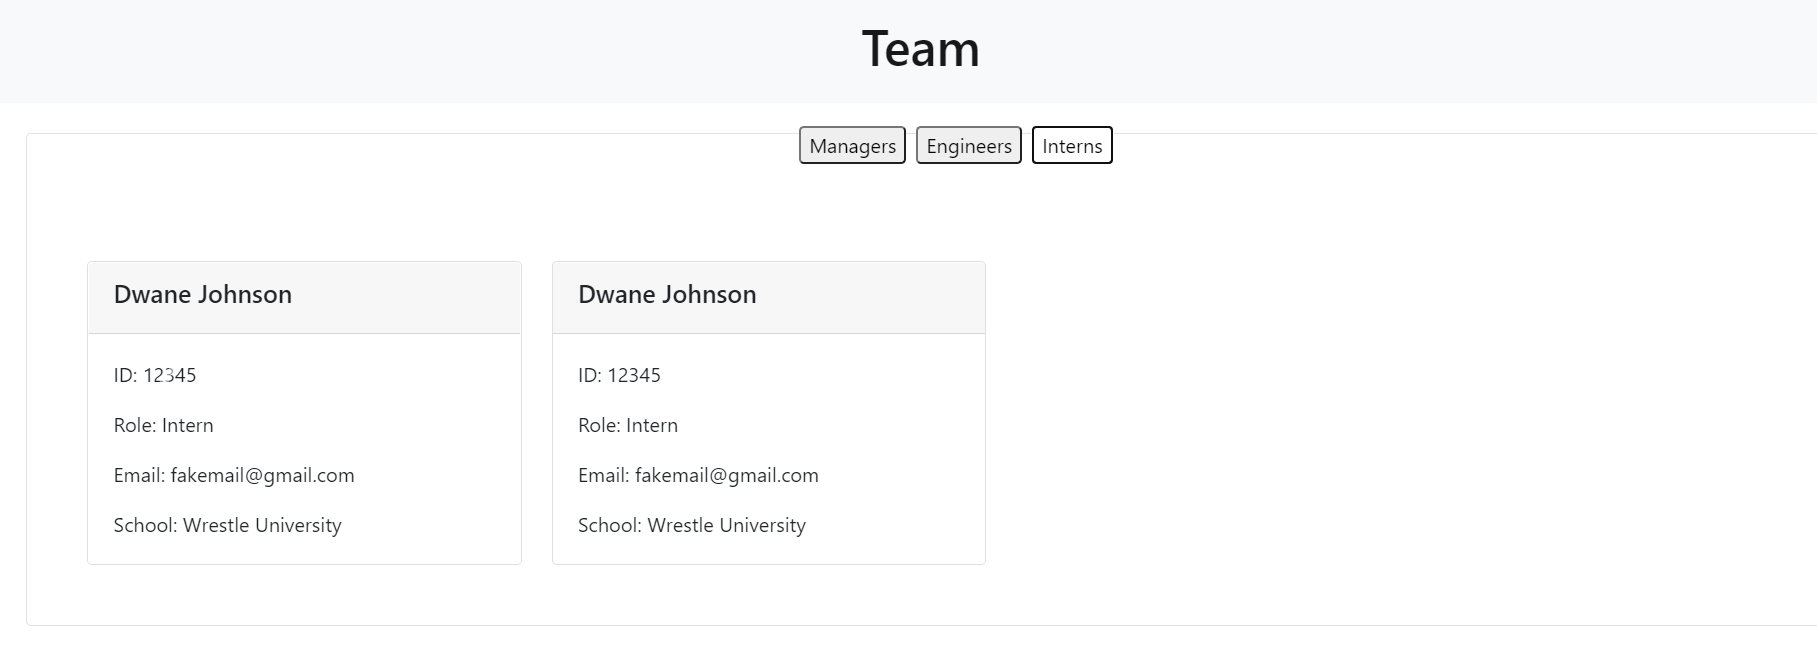 Team
Managers Engineers Interns
Dwane Johnson
ID: 12345
Role: Intern
Email: fakemail@gmail.com
School: Wrestle University
Dwane Johnson
ID: 12345
Role: Intern
Email: fakemail@gmail.com
School: Wrestle University